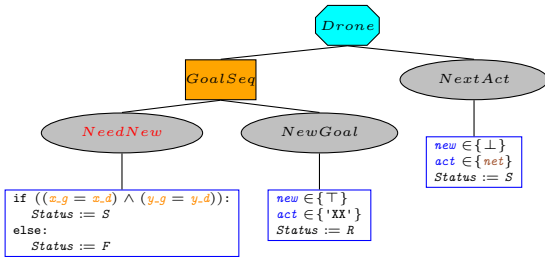 Drone
GoalSeq
NextAct
NeedNew
NewGoal
new ∈{⊥}
act ∈{net}
Status := S
if ((x_g = x_d) ∧ (y_g = y_d)):
Status := S
else:
Status := F
new ∈{⊤}
act ∈{'XX'}
Status := R